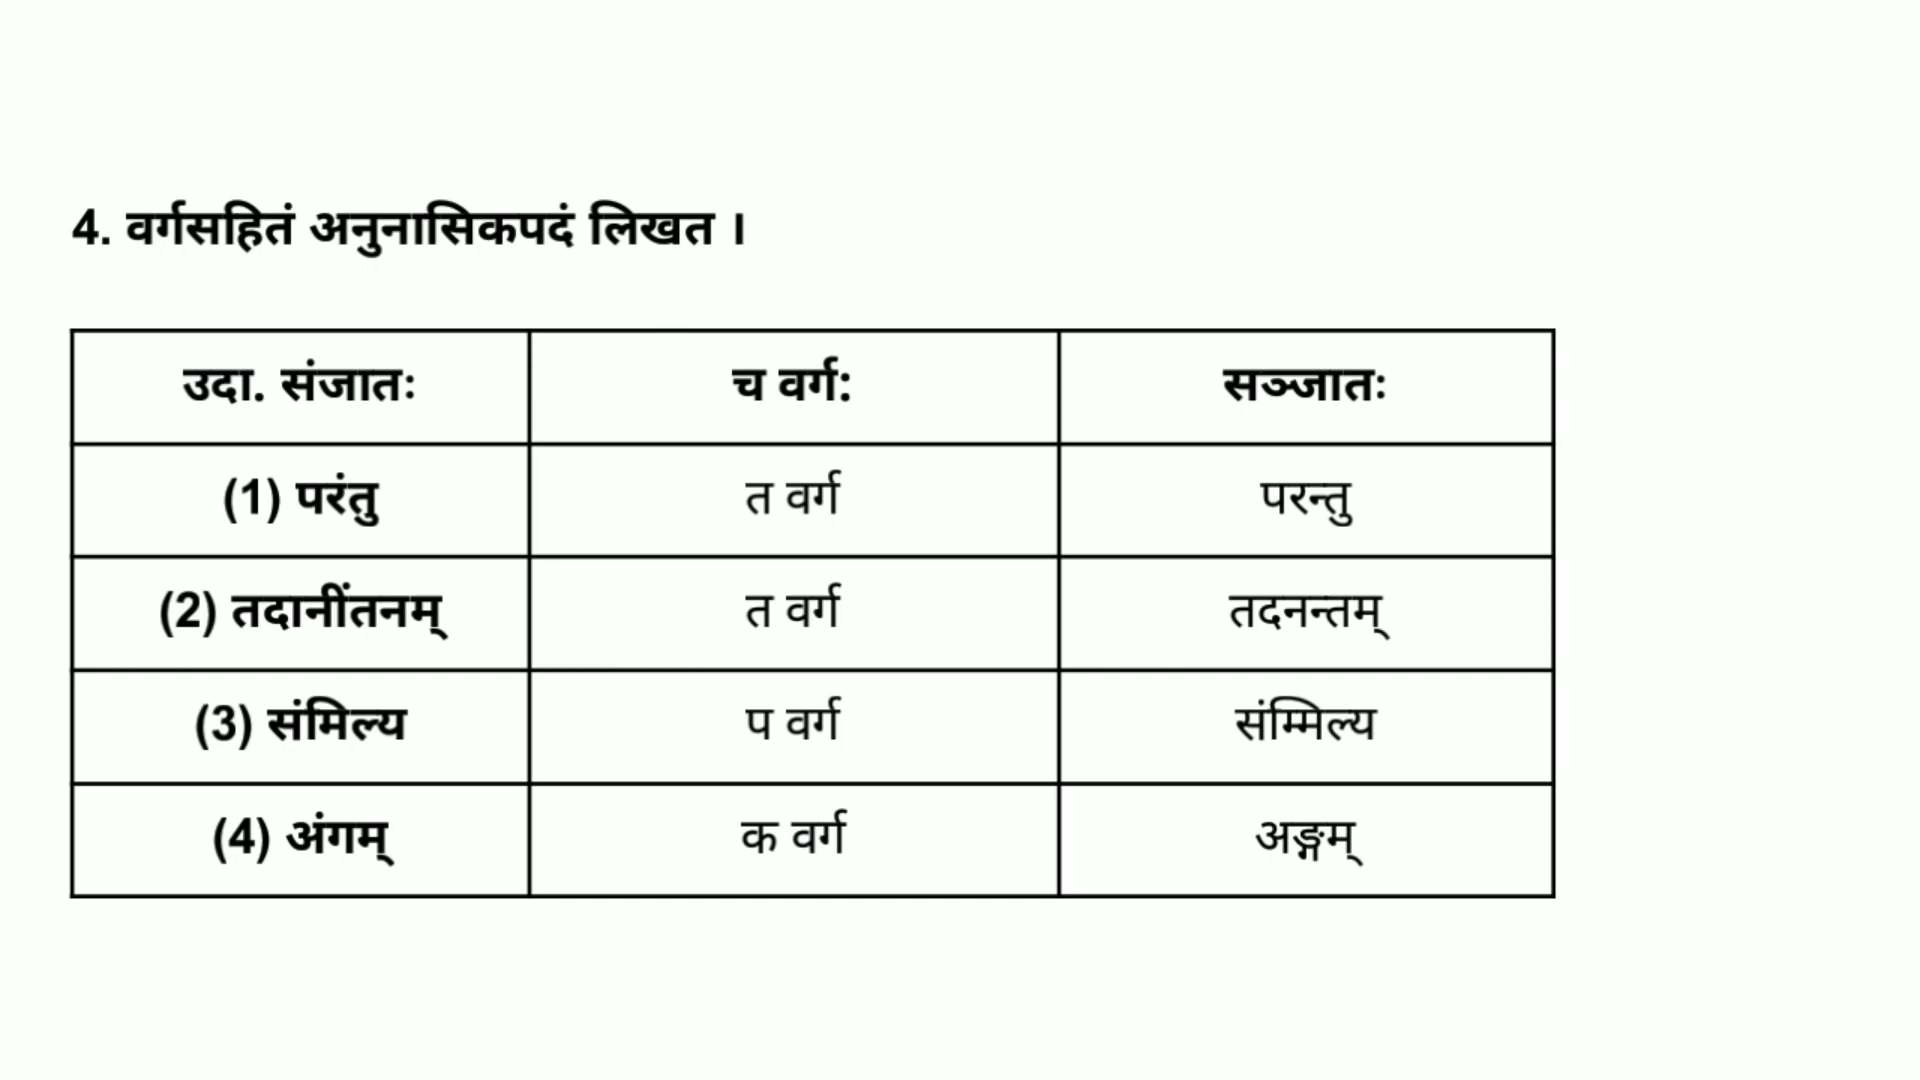 4. वर्गसहितं अनुनासिकपदं लिखत ।
उदा. संजातः च वर्ग: सञ्जातः
(1) परंतु त वर्ग परन्तु
(2) तदानींतनम् त वर्ग तदनन्तम्
(3) संमिल्य प वर्ग संम्मिल्य
(4) अंगम् क वर्ग अङ्गम्